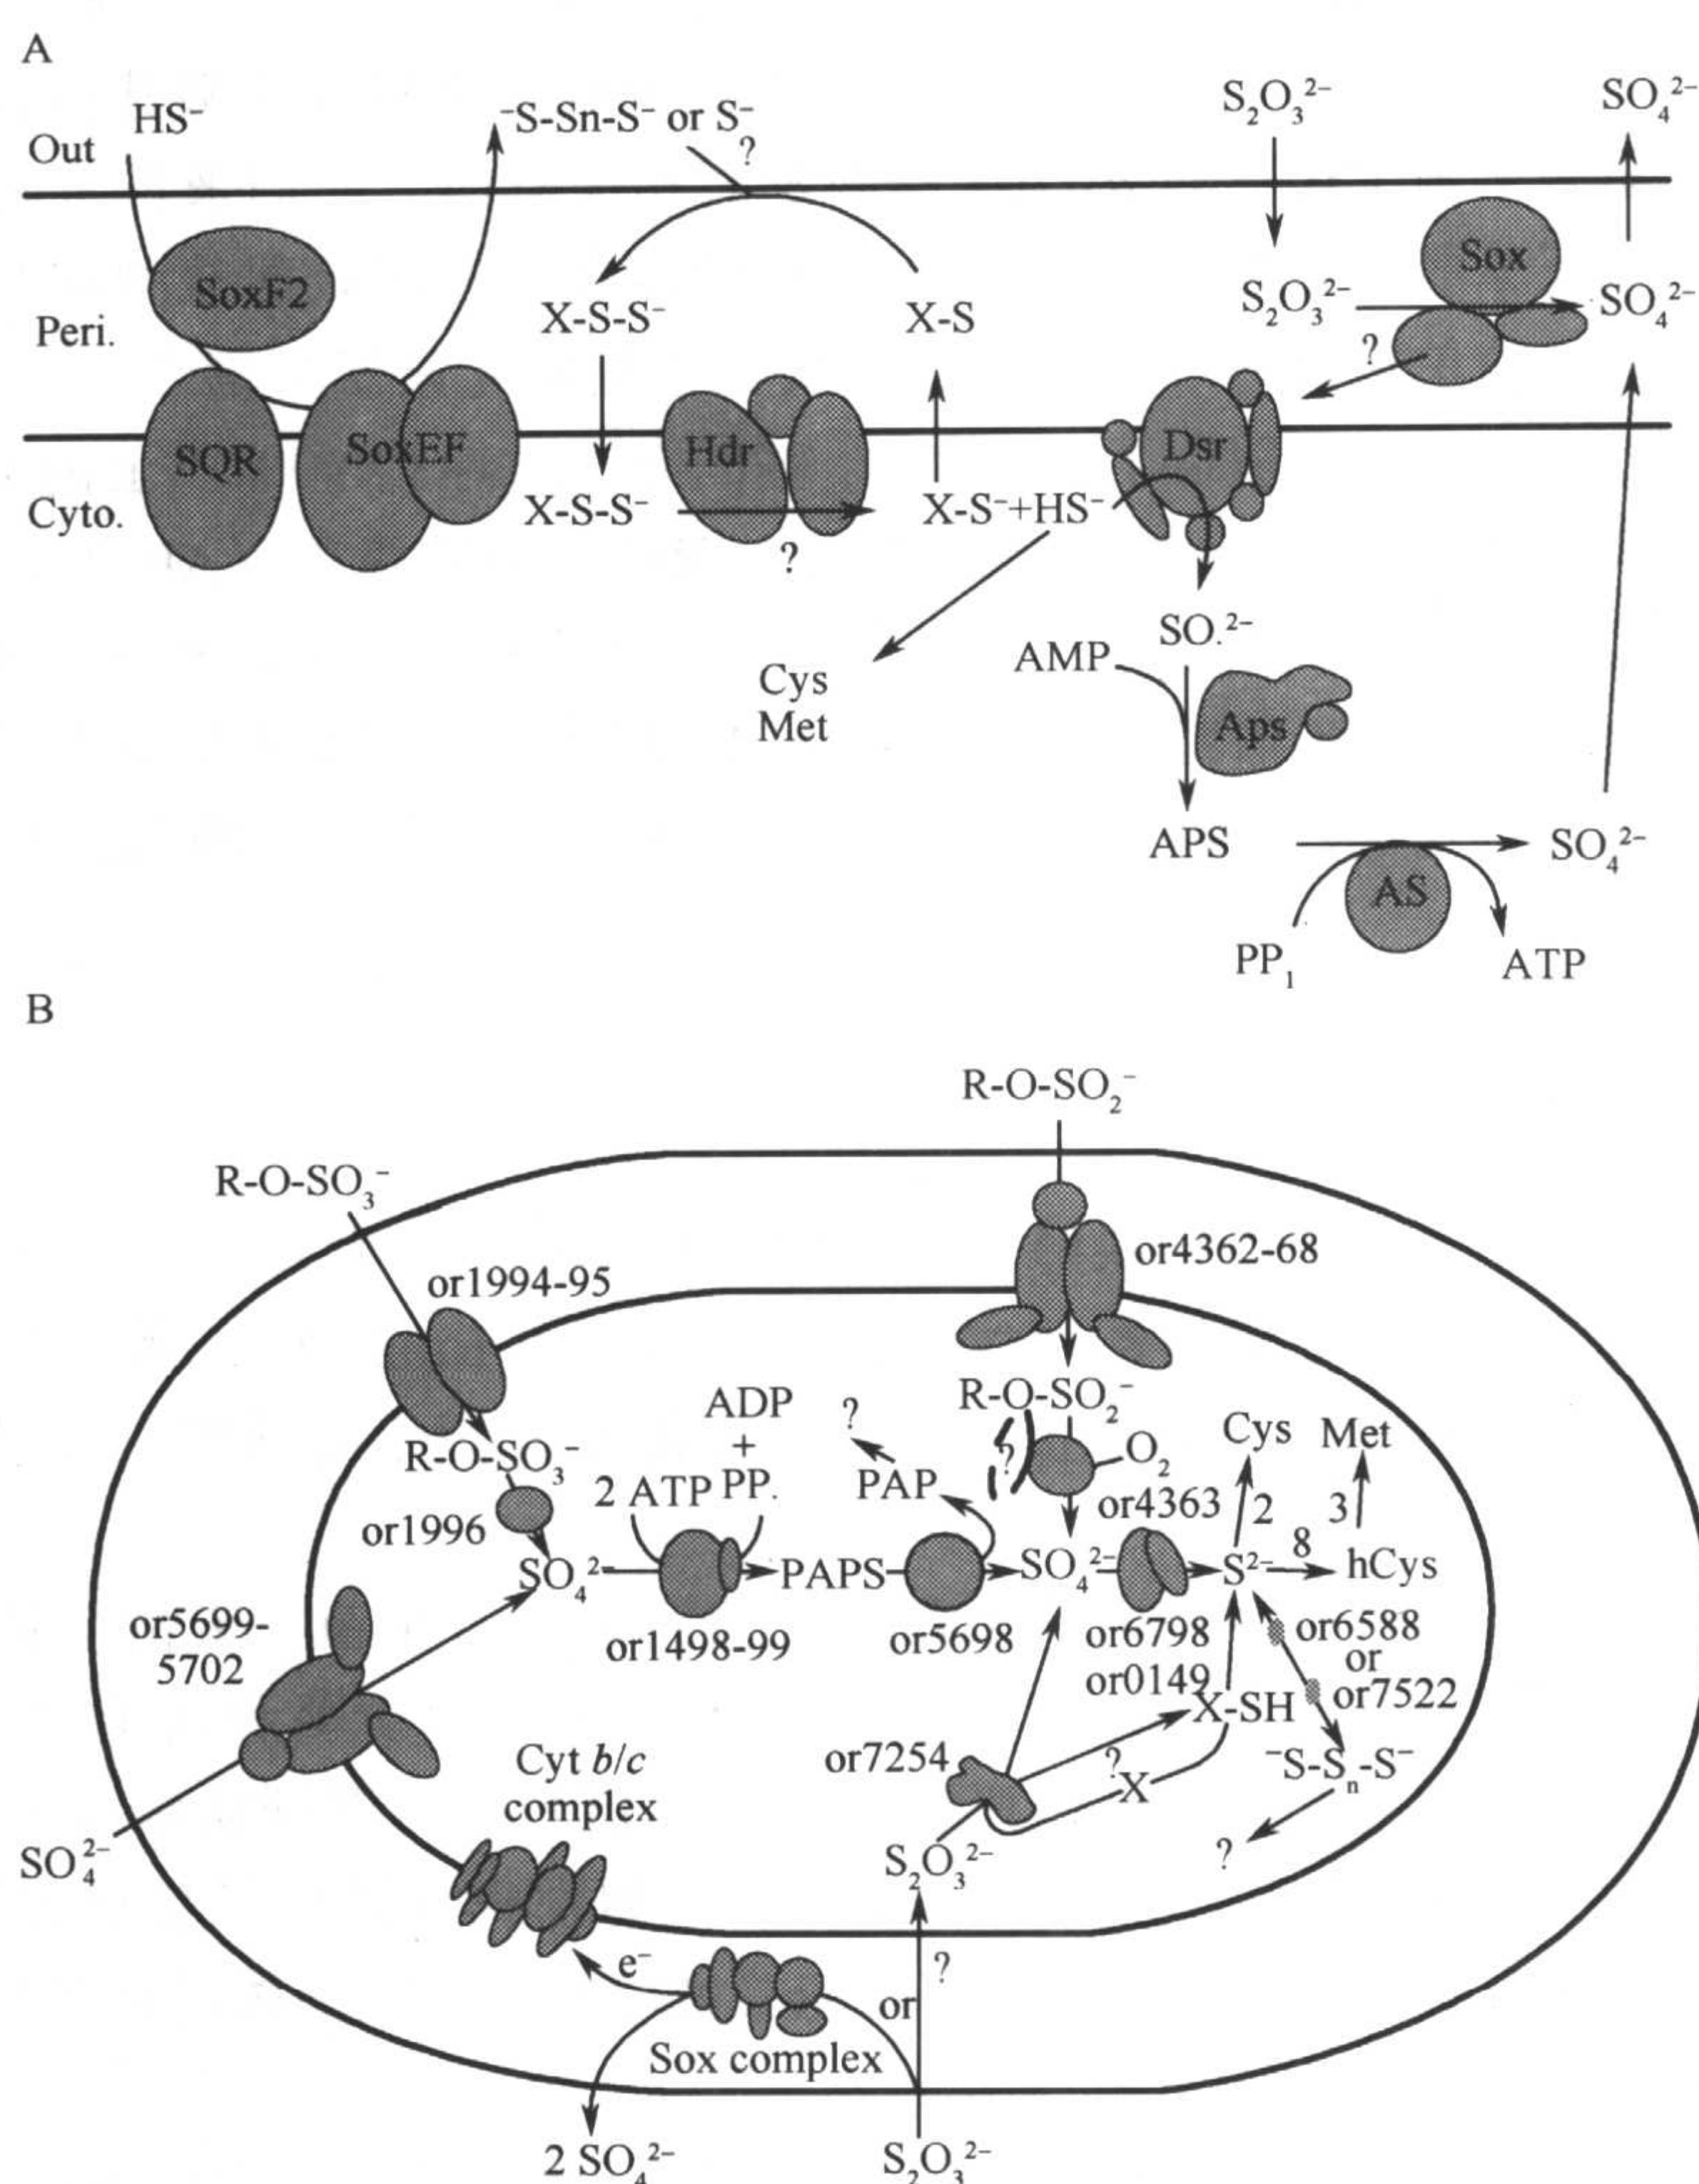 A
HS⁻
⁻S-Sn-S⁻ or S⁻
?
S₂O₃²⁻
SO₄²⁻
Out
SoxF2
Sox
X-S-S⁻
X-S
S₂O₃²⁻
SO₄²⁻
Peri.
?
SQR
SoxEF
Hdr
Dsr
Cyto.
X-S-S⁻
X-S⁻+HS⁻
?
SO.²⁻
AMP
Cys
Met
Aps
APS
SO₄²⁻
AS
PP₁
ATP
B
R-O-SO₂⁻
R-O-SO₃⁻
or4362-68
or1994-95
R-O-SO₂⁻
ADP
+
PP.
?
Cys
Met
R-O-SO₃⁻
?
O₂
2 ATP
PAP
or4363
2
3
or1996
8
SO₄²⁻
PAPS
SO₄²⁻
S²⁻
hCys
or5699-
5702
or1498-99
or5698
or6798
or0149
or6588
or
or7522
X-SH
or7254
?
X
⁻S-Sₙ-S⁻
?
Cyt b/c
complex
SO₄²⁻
S₂O₃²⁻
e⁻
?
or
Sox complex
2 SO₄²⁻
S₂O₃²⁻